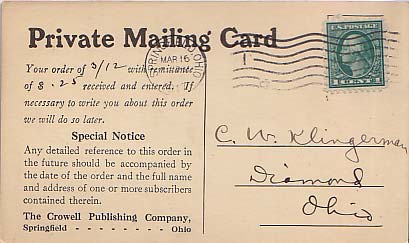 Private Mailing Card
Your order of 3/12 with remittance
of 8.25 received and entered. If
necessary to write you about this order
we will do so later.
Special Notice
Any detailed reference to this order in
the future should be accompanied by
the date of the order and the full name
and address of one or more subscribers
contained therein.
The Crowell Publishing Company,
Springfield - - - - - - - - Ohio
SPRINGFIELD OHIO
MAR 16
U.S. POSTAGE
1 CENT 1
C. W. Klingerman
Diamond
Ohio